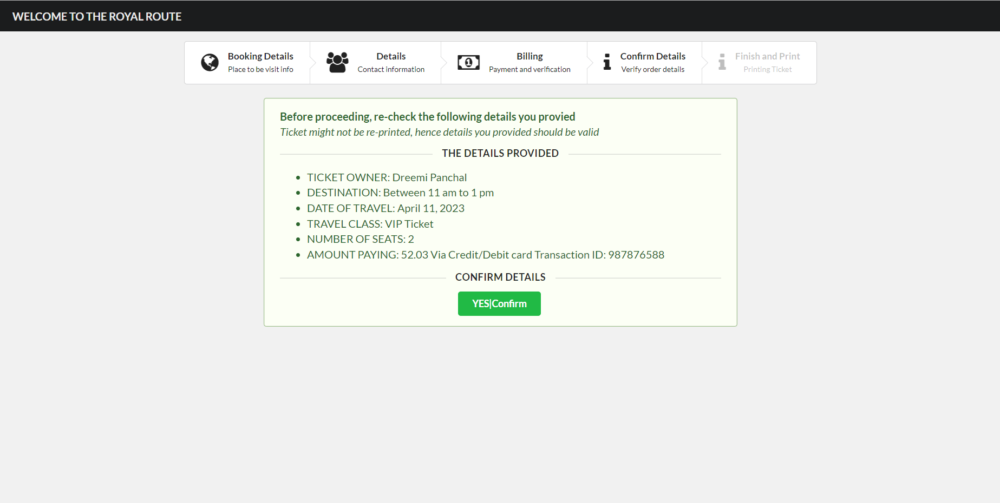 WELCOME TO THE ROYAL ROUTE
Booking Details
Place to be visit info
Details
Contact information
Billing
Payment and verification
Confirm Details
Verify order details
Finish and Print
Printing Ticket
Before proceeding, re-check the following details you provied
Ticket might not be re-printed, hence details you provided should be valid
THE DETAILS PROVIDED
TICKET OWNER: Dreemi Panchal
DESTINATION: Between 11 am to 1 pm
DATE OF TRAVEL: April 11, 2023
TRAVEL CLASS: VIP Ticket
NUMBER OF SEATS: 2
AMOUNT PAYING: 52.03 Via Credit/Debit card Transaction ID: 987876588
CONFIRM DETAILS
YES|Confirm